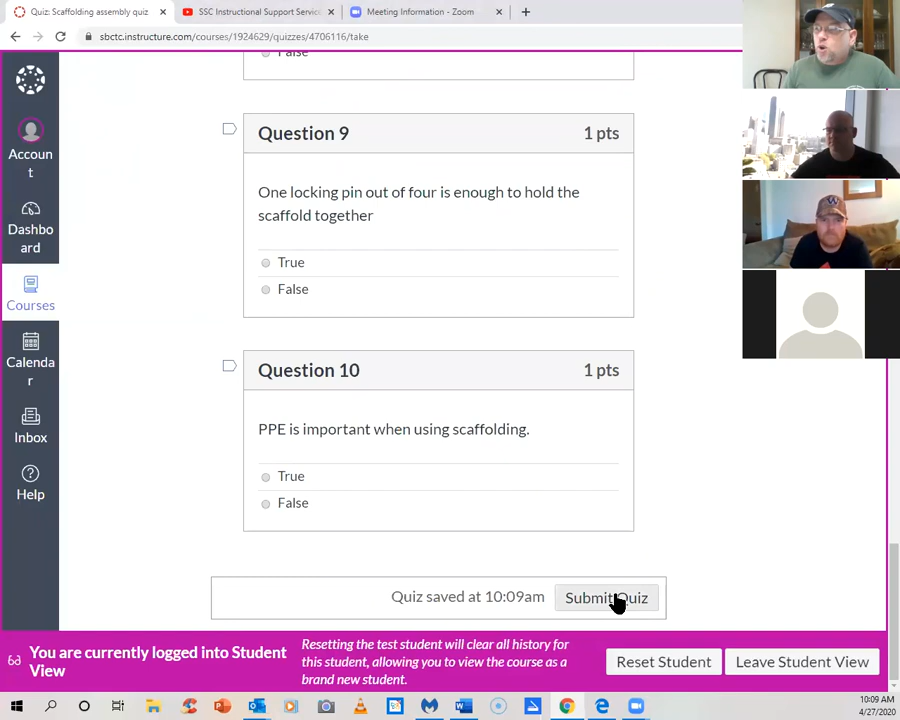 Quiz: Scaffolding assembly quiz
SSC Instructional Support Service
Meeting Information - Zoom
sbctc.instructure.com/courses/1924629/quizzes/4706116/take
Accoun
t
Dashbo
ard
Courses
Calenda
r
Inbox
Help
False
Question 9
1 pts
One locking pin out of four is enough to hold the
scaffold together
True
False
Question 10
1 pts
PPE is important when using scaffolding.
True
False
Quiz saved at 10:09am
Submit Quiz
You are currently logged into Student
View
Resetting the test student will clear all history for
this student, allowing you to view the course as a
brand new student.
Reset Student
Leave Student View
10:09 AM
4/27/2020